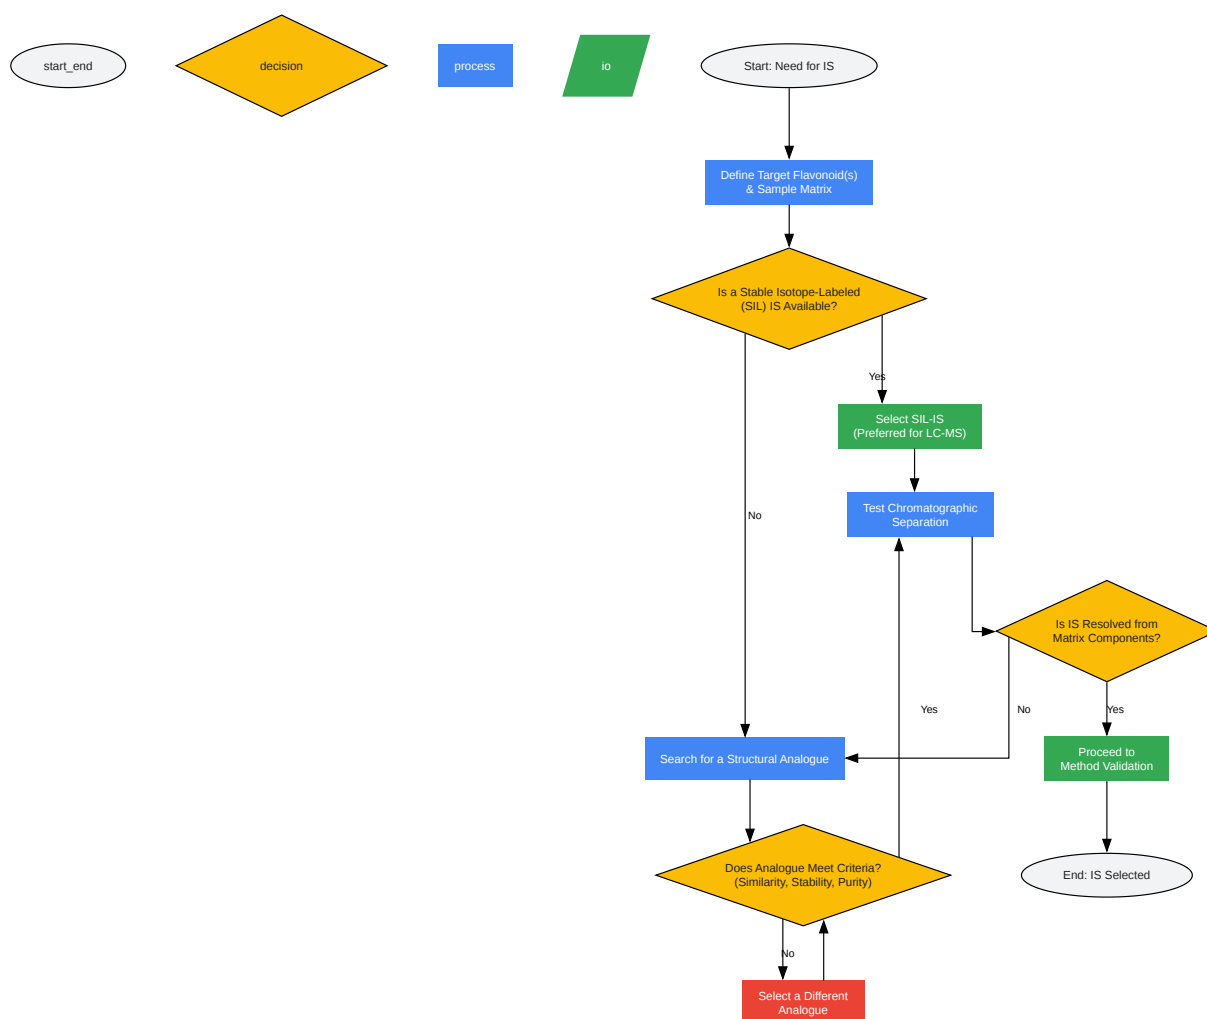 start_end
decision
process
io
Start: Need for IS
Define Target Flavonoid(s)
& Sample Matrix
Is a Stable Isotope-Labeled
(SIL) IS Available?
Yes
Select SIL-IS
(Preferred for LC-MS)
No
Test Chromatographic
Separation
Is IS Resolved from
Matrix Components?
Yes
No
Yes
Search for a Structural Analogue
Proceed to
Method Validation
Does Analogue Meet Criteria?
(Similarity, Stability, Purity)
End: IS Selected
No
Select a Different
Analogue